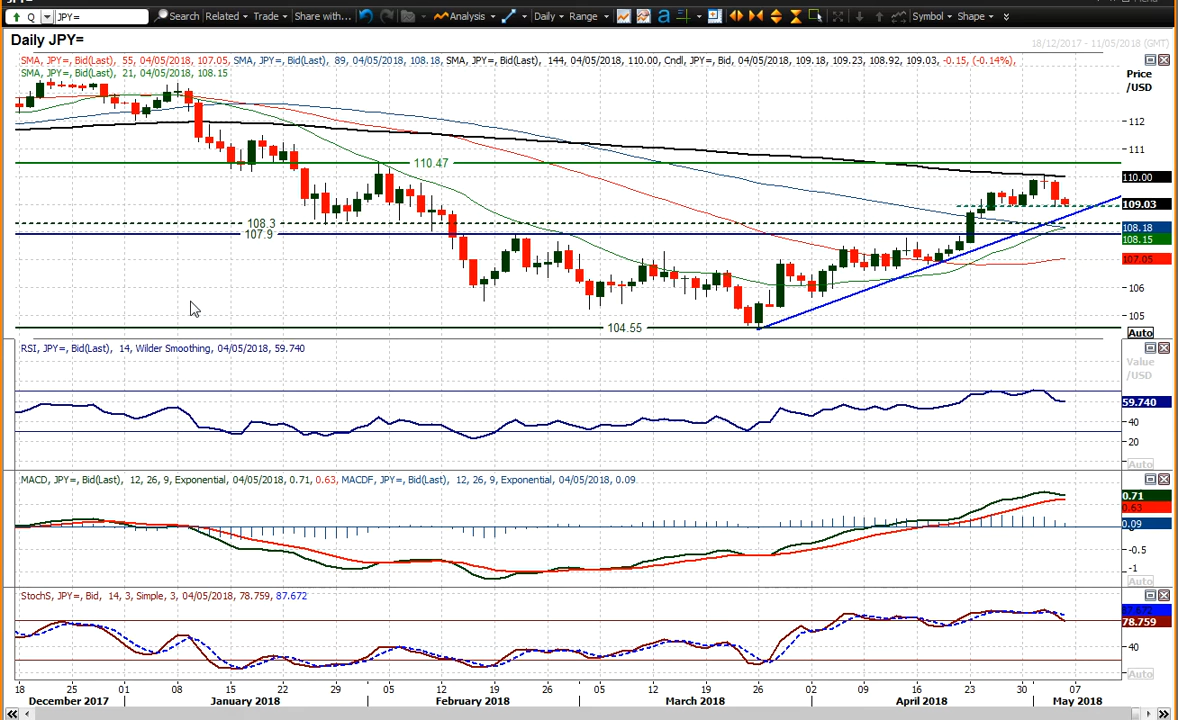 Q JPY= Search Related Trade Share with... Analysis Daily Range Symbol Shape
Daily JPY=
18/12/2017 - 11/05/2018 (GMT)
SMA, JPY=, Bid(Last), 55, 04/05/2018, 107.05, SMA, JPY=, Bid(Last), 89, 04/05/2018, 108.18, SMA, JPY=, Bid(Last), 144, 04/05/2018, 110.00, Cndl, JPY=, Bid, 04/05/2018, 109.18, 109.23, 108.92, 109.03, -0.15, (-0.14%),
SMA, JPY=, Bid(Last), 21, 04/05/2018, 108.15
Price
/USD
112
111
110.47
110.00
109.03
108.3
108.18
107.9
108.15
107.05
106
105
104.55
Auto
RSI, JPY=, Bid(Last), 14, Wilder Smoothing, 04/05/2018, 59.740
Value
/USD
59.740
40
20
Auto
MACD, JPY=, Bid(Last), 12, 26, 9, Exponential, 04/05/2018, 0.71, 0.63, MACDF, JPY=, Bid(Last), 12, 26, 9, Exponential, 04/05/2018, 0.09
0.71
0.63
0.09
-0.5
-1
Auto
StochS, JPY=, Bid, 14, 3, Simple, 3, 04/05/2018, 78.759, 87.672
87.672
78.759
40
Auto
18 25 01 08 15 22 29 05 12 19 26 05 12 19 26 02 09 16 23 30 07
December 2017 January 2018 February 2018 March 2018 April 2018 May 2018